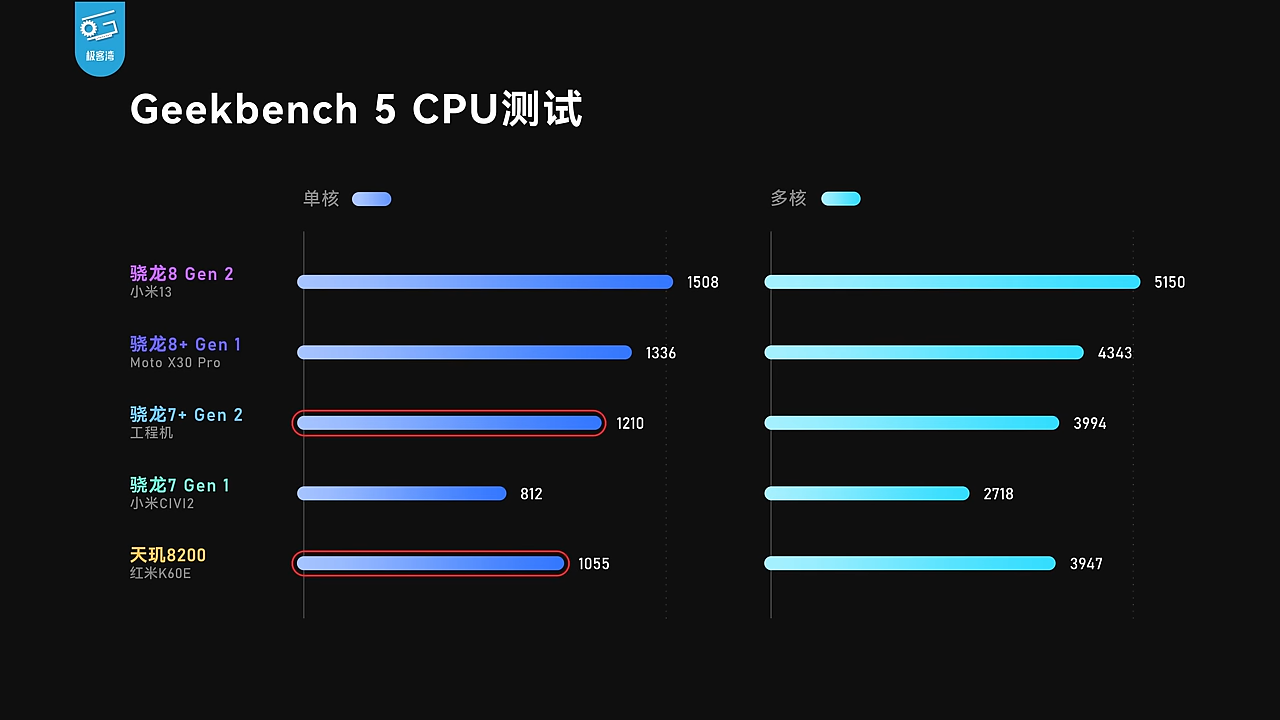 极客湾
Geekbench 5 CPU测试
单核
多核
骁龙8 Gen 2
小米13
1508
5150
骁龙8+ Gen 1
Moto X30 Pro
1336
4343
骁龙7+ Gen 2
工程机
1210
3994
骁龙7 Gen 1
小米CIVI2
812
2718
天玑8200
红米K60E
1055
3947